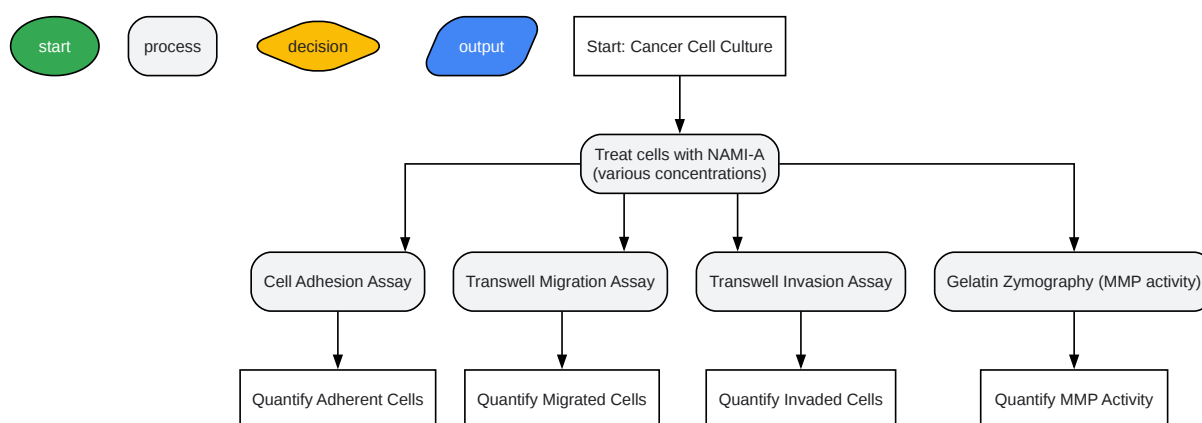 start
process
decision
output
Start: Cancer Cell Culture
Treat cells with NAMI-A
(various concentrations)
Cell Adhesion Assay
Transwell Migration Assay
Transwell Invasion Assay
Gelatin Zymography (MMP activity)
Quantify Adherent Cells
Quantify Migrated Cells
Quantify Invaded Cells
Quantify MMP Activity